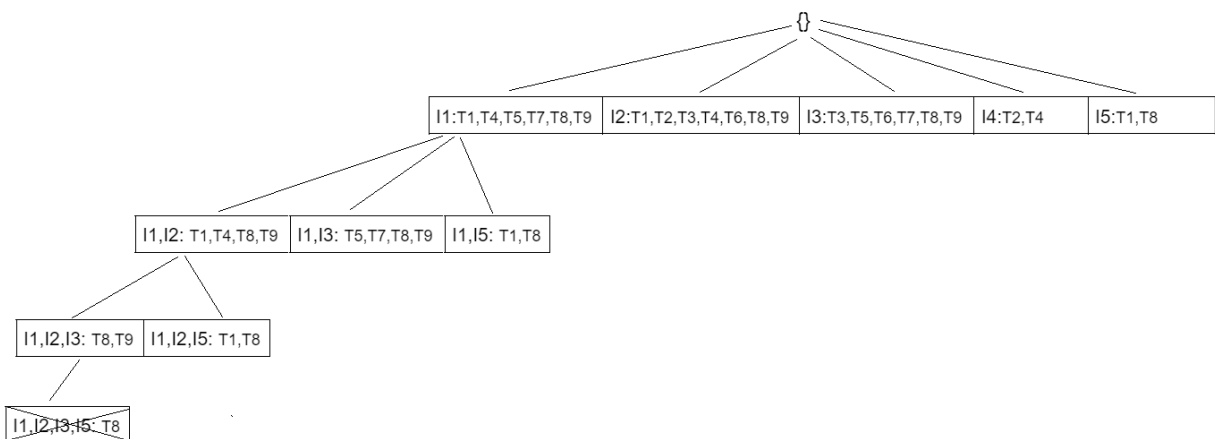 {}
I1:T1,T4,T5,T7,T8,T9 I2:T1,T2,T3,T4,T6,T8,T9 I3:T3,T5,T6,T7,T8,T9 I4:T2,T4 I5:T1,T8
I1,I2: T1,T4,T8,T9 I1,I3: T5,T7,T8,T9 I1,I5: T1,T8
I1,I2,I3: T8,T9 I1,I2,I5: T1,T8
I1,I2,I3,I5: T8